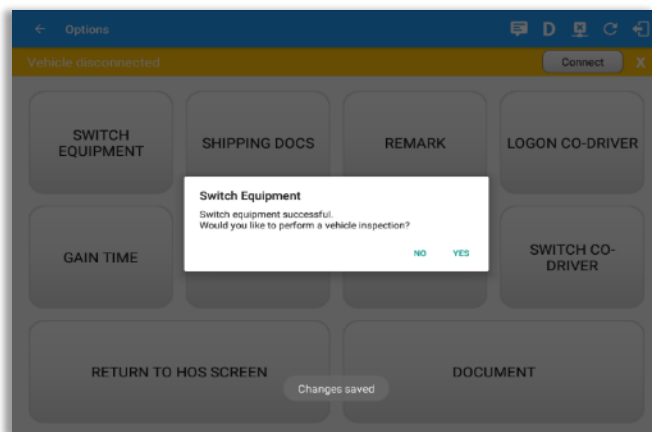 Options
D
Vehicle disconnected
Connect
X
SWITCH
EQUIPMENT
SHIPPING DOCS
REMARK
LOGON CO-DRIVER
Switch Equipment
Switch equipment successful.
Would you like to perform a vehicle inspection?
NO
YES
GAIN TIME
SWITCH CO-
DRIVER
RETURN TO HOS SCREEN
DOCUMENT
Changes saved